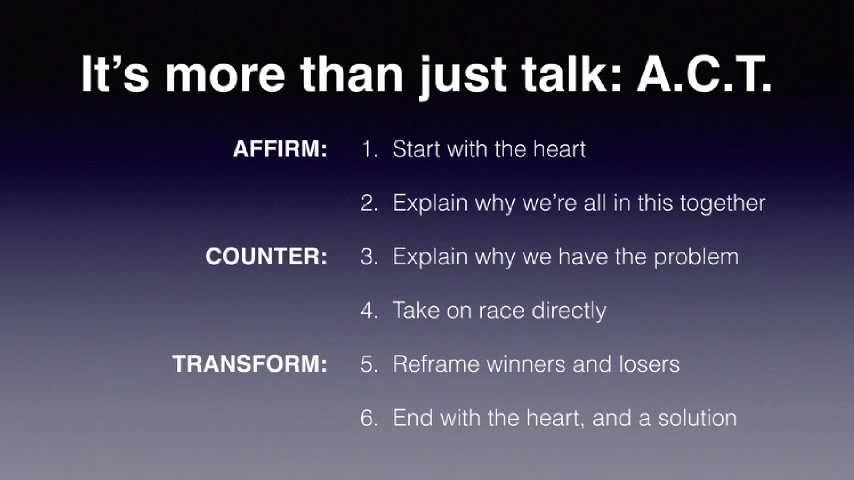 It's more than just talk: A.C.T.
AFFIRM: 1. Start with the heart
2. Explain why we're all in this together
COUNTER: 3. Explain why we have the problem
4. Take on race directly
TRANSFORM: 5. Reframe winners and losers
6. End with the heart, and a solution